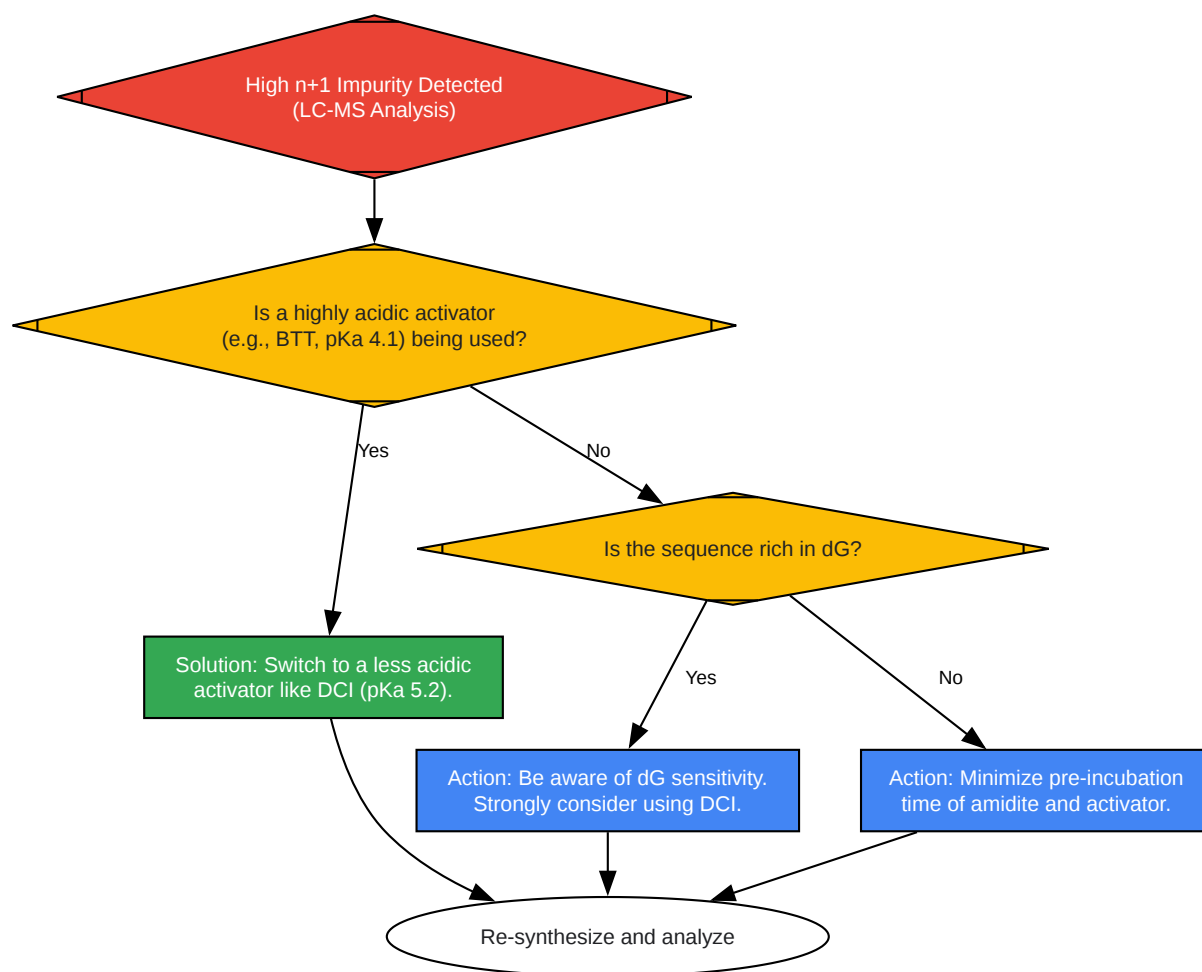 High n+1 Impurity Detected
(LC-MS Analysis)
Is a highly acidic activator
(e.g., BTT, pKa 4.1) being used?
Yes
No
Is the sequence rich in dG?
Solution: Switch to a less acidic
activator like DCI (pKa 5.2).
Yes
No
Action: Be aware of dG sensitivity.
Strongly consider using DCI.
Action: Minimize pre-incubation
time of amidite and activator.
Re-synthesize and analyze